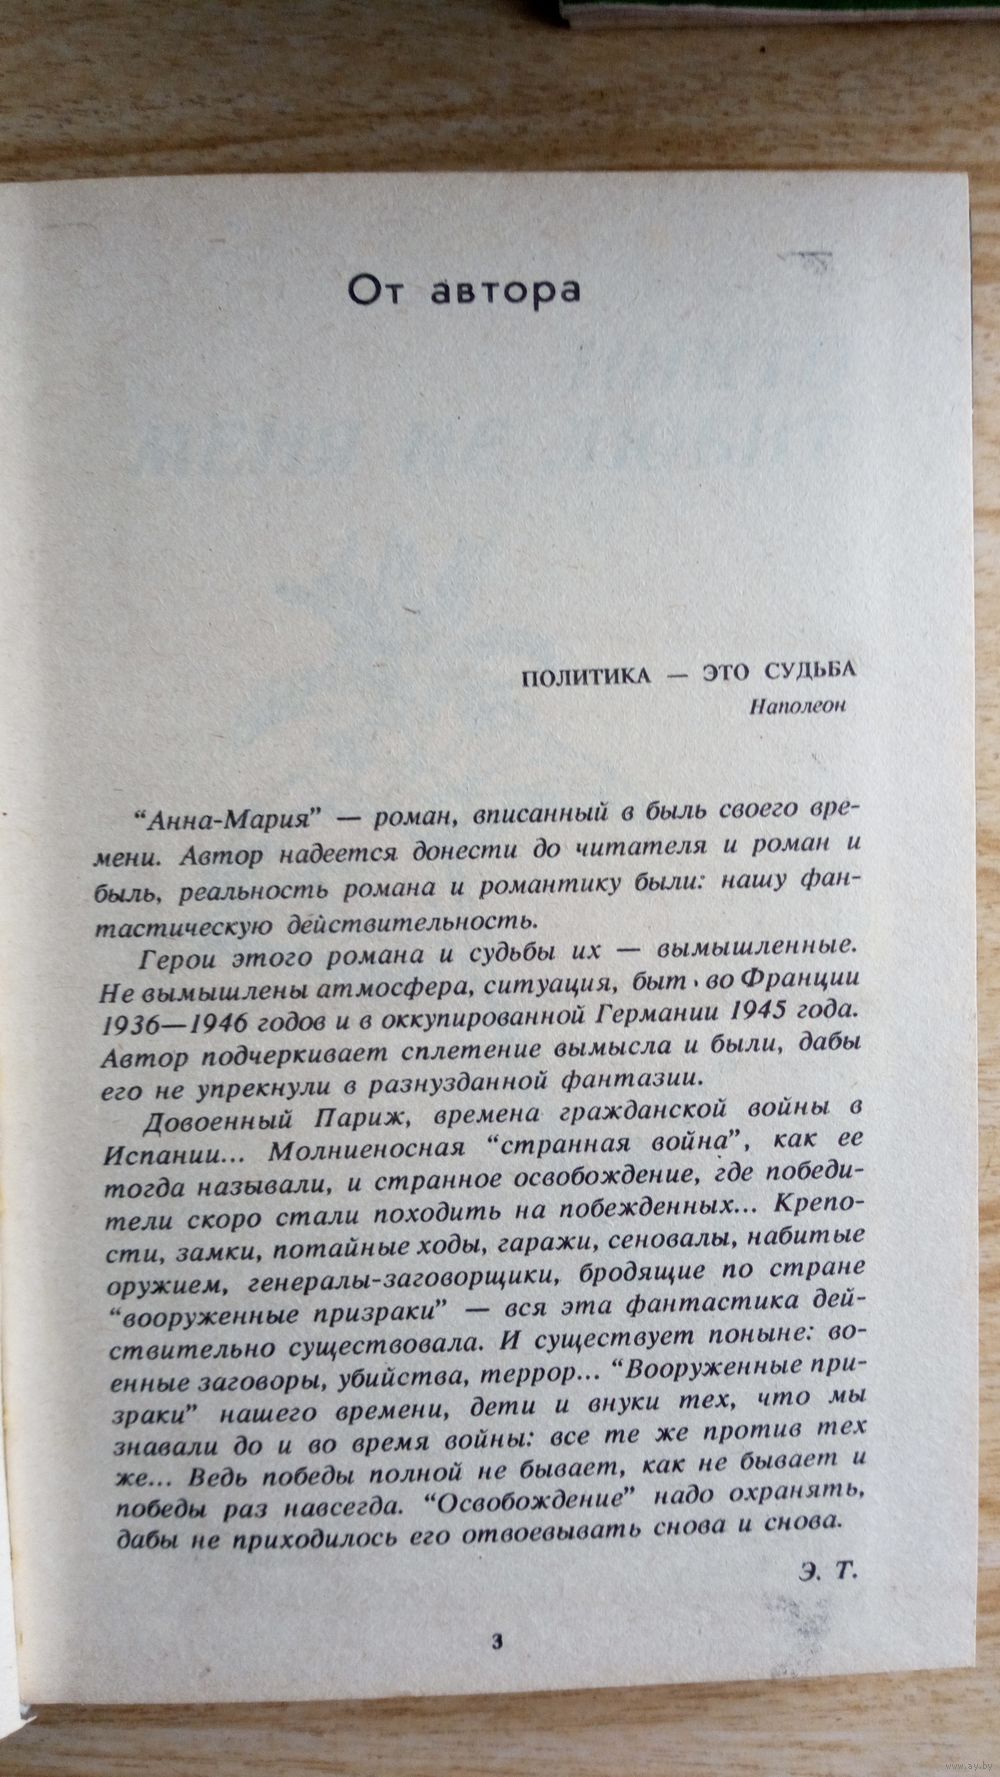 От автора
ПОЛИТИКА — ЭТО СУДЬБА
Наполеон
“Анна-Мария” — роман, вписанный в быль своего вре-
мени. Автор надеется донести до читателя и роман и
быль, реальность романа и романтику были: нашу фан-
тастическую действительность.
Герои этого романа и судьбы их — вымышленные.
Не вымышлены атмосфера, ситуация, быт во Франции
1936—1946 годов и в оккупированной Германии 1945 года.
Автор подчеркивает сплетение вымысла и были, дабы
его не упрекнули в разнузданной фантазии.
Довоенный Париж, времена гражданской войны в
Испании... Молниеносная “странная война”, как ее
тогда называли, и странное освобождение, где победи-
тели скоро стали походить на побежденных... Крепо-
сти, замки, потайные ходы, гаражи, сеновалы, набитые
оружием, генералы-заговорщики, бродящие по стране
“вооруженные призраки” — вся эта фантастика дей-
ствительно существовала. И существует поныне: во-
енные заговоры, убийства, террор... “Вооруженные при-
зраки” нашего времени, дети и внуки тех, что мы
знавали до и во время войны: все те же против тех
же... Ведь победы полной не бывает, как не бывает и
победы раз навсегда. “Освобождение” надо охранять,
дабы не приходилось его отвоевывать снова и снова.
Э. Т.
3
www.ay.by